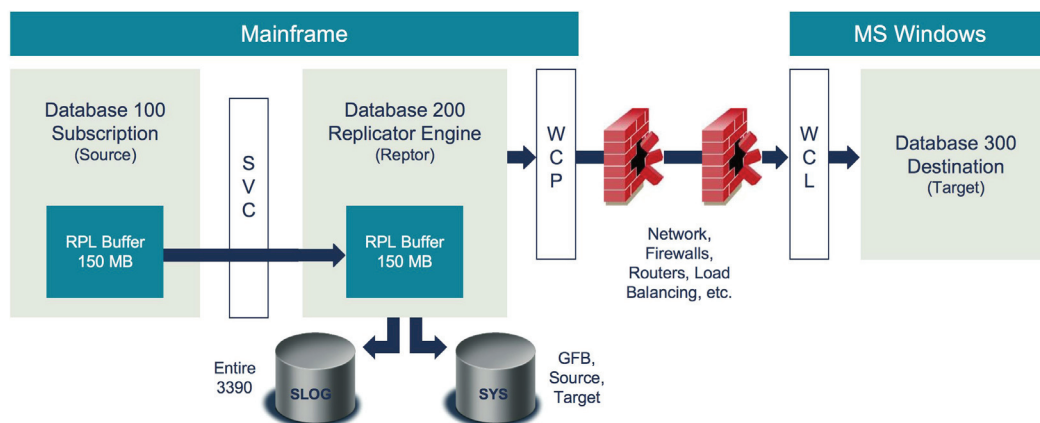 Mainframe
MS Windows
Database 100
Subscription
(Source)
S
V
C
Database 200
Replicator Engine
(Reptor)
W
C
P
W
C
L
Database 300
Destination
(Target)
RPL Buffer
150 MB
RPL Buffer
150 MB
Network,
Firewalls,
Routers, Load
Balancing, etc.
Entire
3390
SLOG
SYS
GFB,
Source,
Target